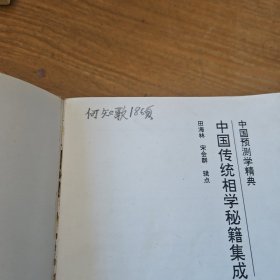 何知歌186页
中国预测学精典
中国传统相学秘籍集成
田海林 宋会群 辑点